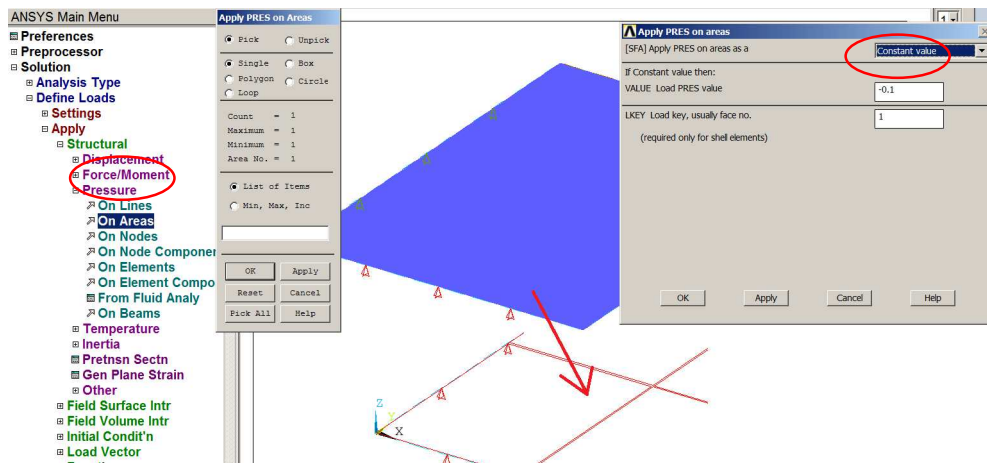 ANSYS Main Menu
Preferences
Preprocessor
Solution
Analysis Type
Define Loads
Settings
Apply
Structural
Displacement
Force/Moment
Pressure
On Lines
On Areas
On Nodes
On Node Componen
On Elements
On Element Compo
From Fluid Analy
On Beams
Temperature
Inertia
Pretnsn Sectn
Gen Plane Strain
Other
Field Surface Intr
Field Volume Intr
Initial Condit'n
Load Vector
Apply PRES on Areas
Pick Unpick
Single Box
Polygon Circle
Loop
Count = 1
Maximum = 1
Minimum = 1
Area No. = 1
List of Items
Min, Max, Inc
OK Apply
Reset Cancel
Pick All Help
Z
Y
X
1
Apply PRES on areas
[SFA] Apply PRES on areas as a Constant value
If Constant value then:
VALUE Load PRES value -0.1
LKEY Load key, usually face no. 1
(required only for shell elements)
OK Apply Cancel Help